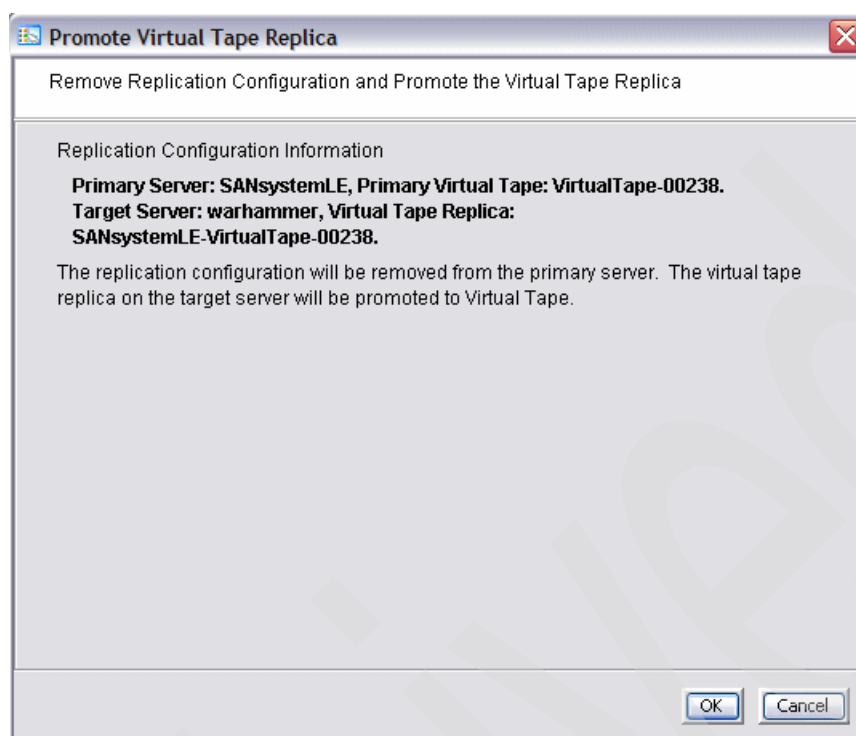 Promote Virtual Tape Replica
Remove Replication Configuration and Promote the Virtual Tape Replica
Replication Configuration Information
Primary Server: SANsystemLE, Primary Virtual Tape: VirtualTape-00238.
Target Server: warhammer, Virtual Tape Replica:
SANsystemLE-VirtualTape-00238.
The replication configuration will be removed from the primary server.  The virtual tape
replica on the target server will be promoted to Virtual Tape.
OK
Cancel